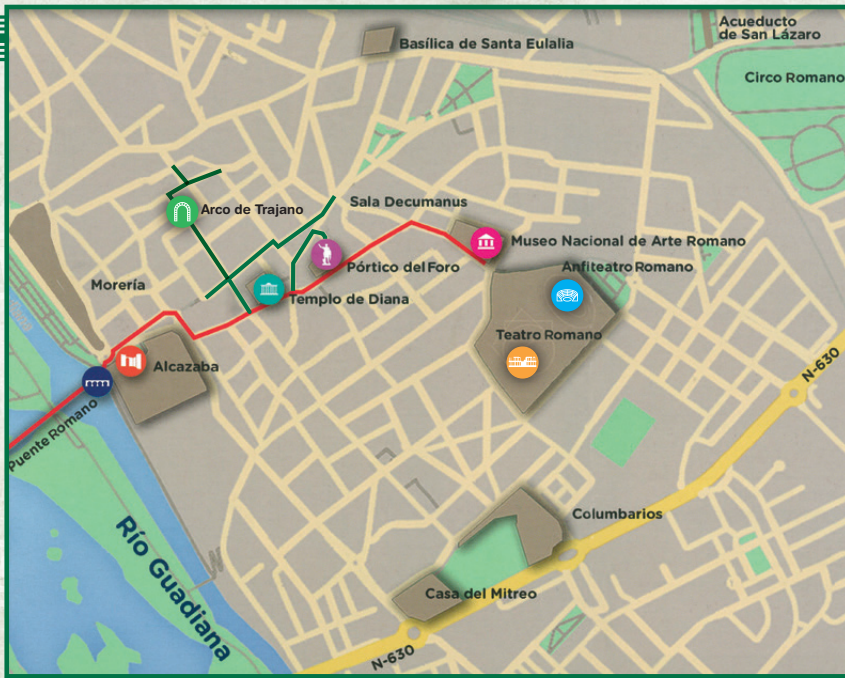 Acueducto
de San Lázaro
Basílica de Santa Eulalia
Circo Romano
Sala Decumanus
Arco de Trajano
Museo Nacional de Arte Romano
Pórtico del Foro
Anfiteatro Romano
Morería
Templo de Diana
Teatro Romano
Alcazaba
N-630
Puente Romano
Columbarios
Río Guadiana
Casa del Mitreo
N-630